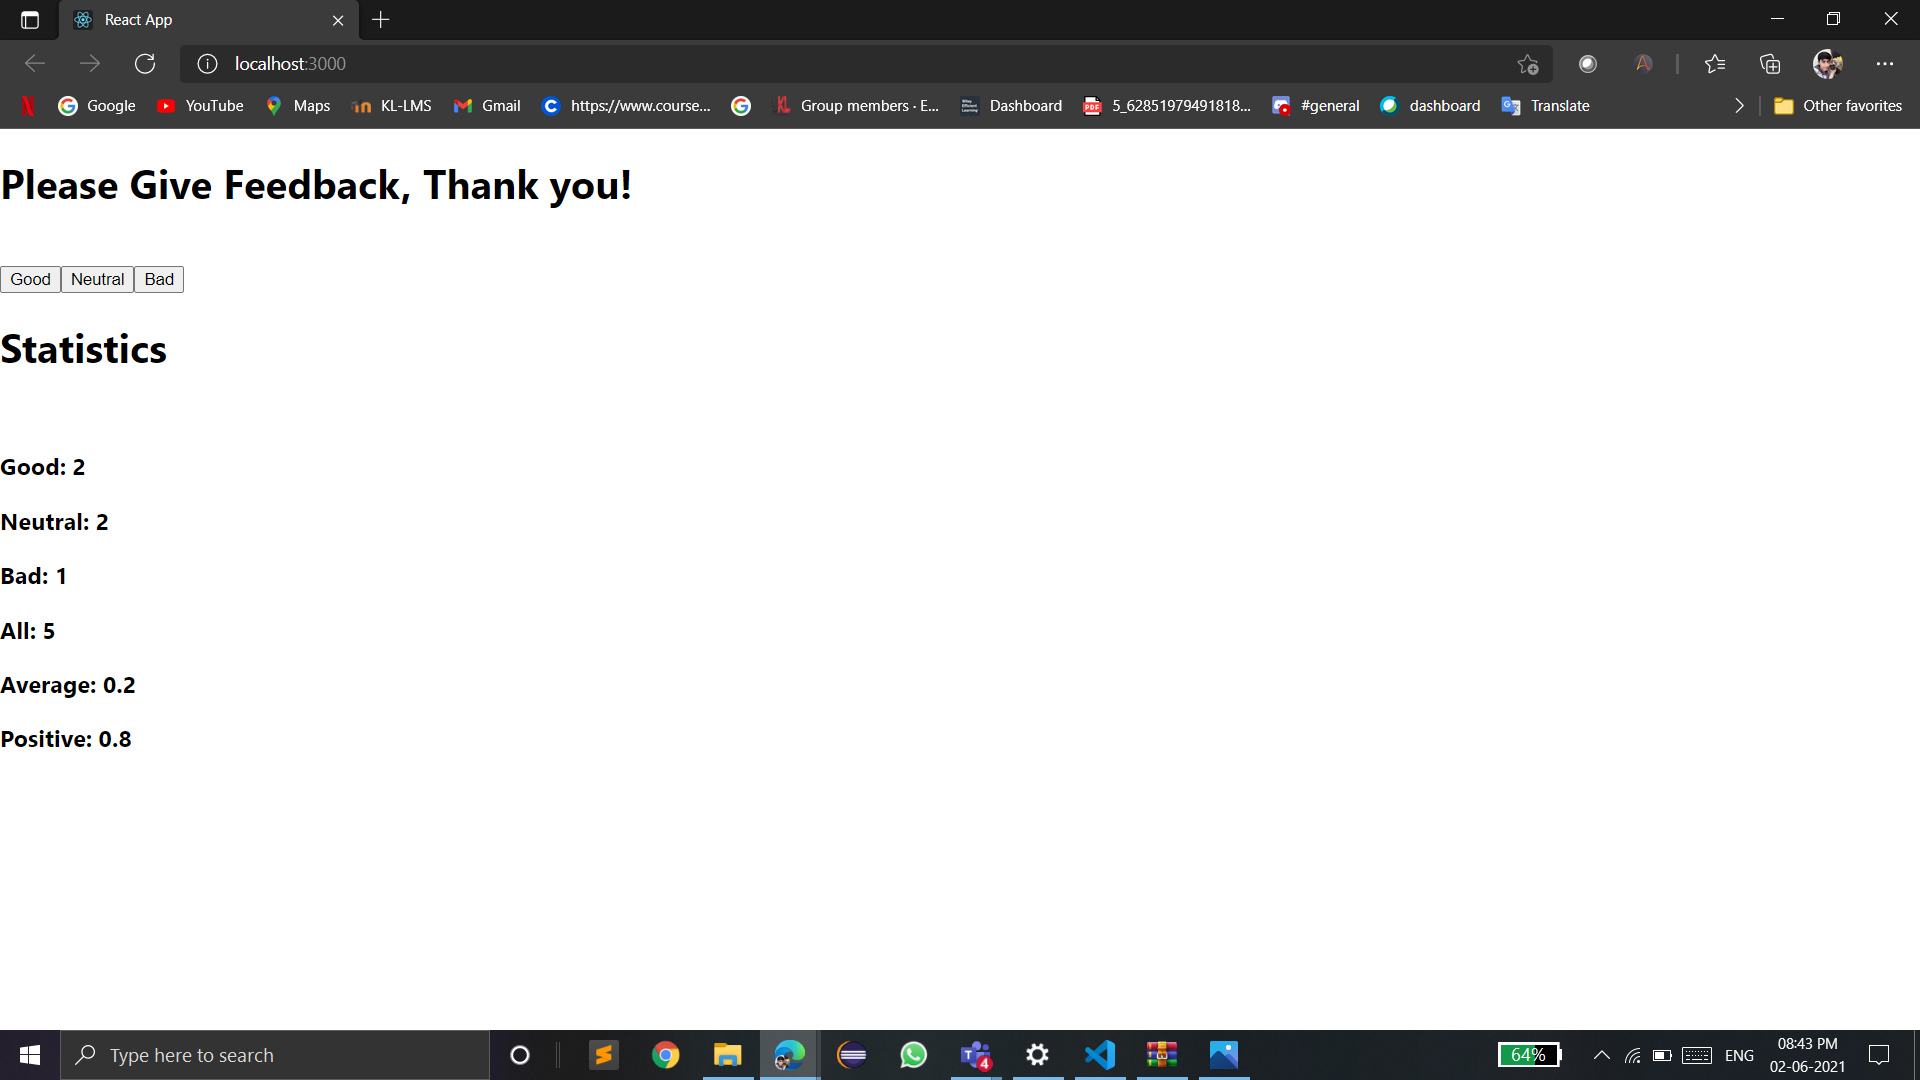 React App
localhost:3000
Google YouTube Maps KL-LMS Gmail https://www.course... Group members · E... Dashboard 5_62851979491818... #general dashboard Translate Other favorites
Please Give Feedback, Thank you!
Good Neutral Bad
Statistics
Good: 2
Neutral: 2
Bad: 1
All: 5
Average: 0.2
Positive: 0.8
Type here to search
4
64%
ENG
08:43 PM
02-06-2021